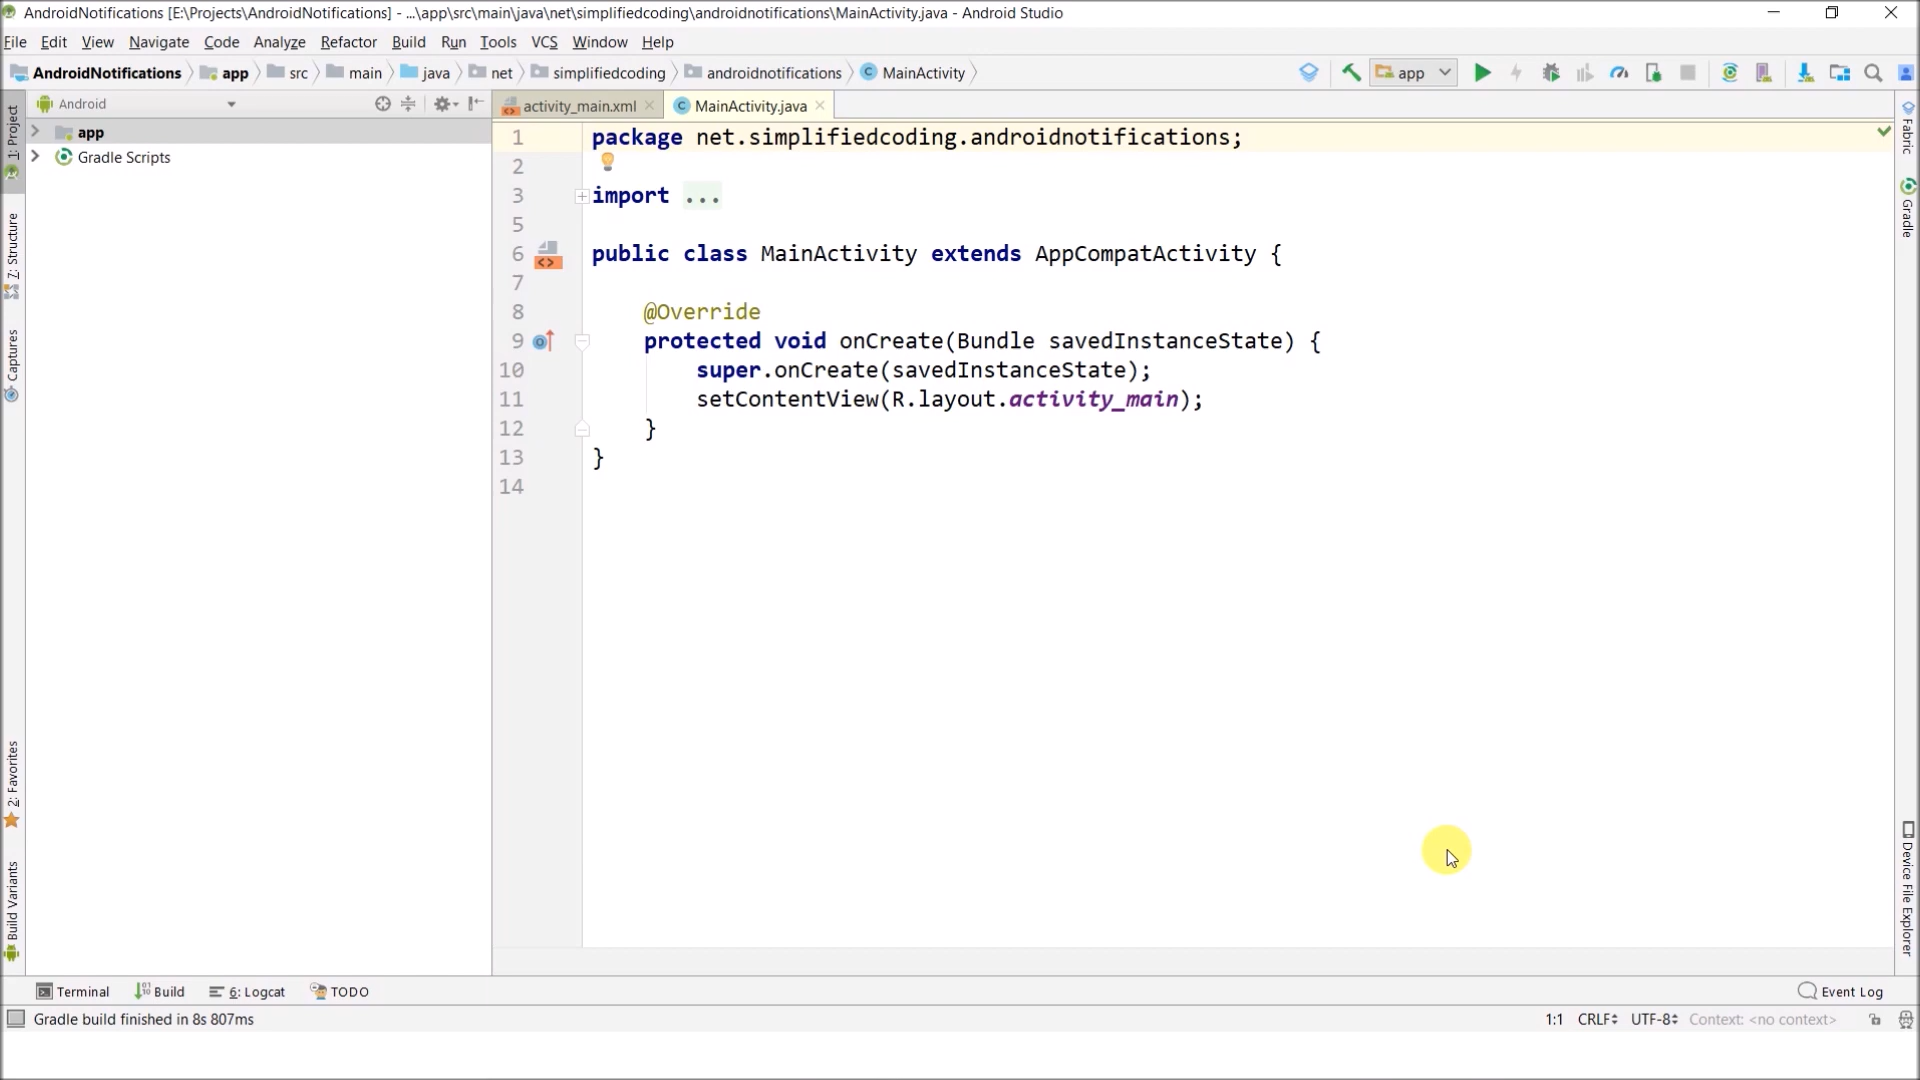 AndroidNotifications [E:\Projects\AndroidNotifications] - ...\app\src\main\java\net\simplifiedcoding\androidnotifications\MainActivity.java - Android Studio
File Edit View Navigate Code Analyze Refactor Build Run Tools VCS Window Help
AndroidNotifications app src main java net simplifiedcoding androidnotifications MainActivity app
Android
app
Gradle Scripts
1: Project
7: Structure
Captures
2: Favorites
Build Variants
activity_main.xml MainActivity.java
1 package net.simplifiedcoding.androidnotifications;
2
3 import ...
4
5
6 public class MainActivity extends AppCompatActivity {
7
8 @Override
9 protected void onCreate(Bundle savedInstanceState) {
10 super.onCreate(savedInstanceState);
11 setContentView(R.layout.activity_main);
12 }
13 }
14
Fabric
Gradle
Device File Explorer
Terminal Build 6: Logcat TODO Event Log
Gradle build finished in 8s 807ms 1:1 CRLF UTF-8 Context: <no context>